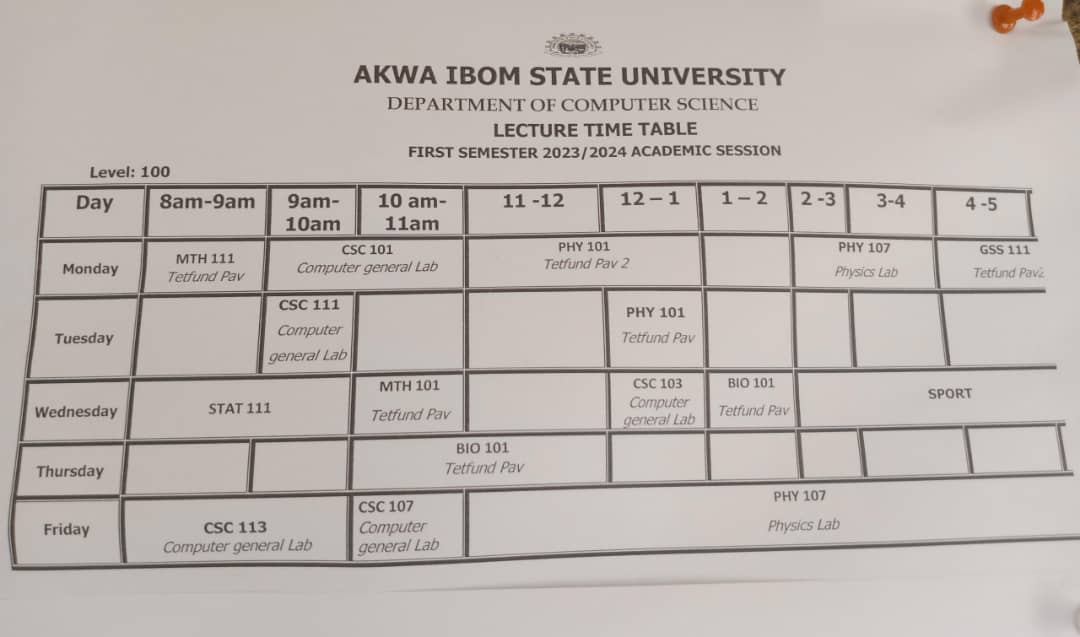 AKWA IBOM STATE UNIVERSITY
DEPARTMENT OF COMPUTER SCIENCE
LECTURE TIME TABLE
FIRST SEMESTER 2023/2024 ACADEMIC SESSION
Level: 100
Day 8am-9am 9am-10am 10 am-11am 11 -12 12 – 1 1 – 2 2 -3 3-4 4 -5
Monday
MTH 111
Tetfund Pav
CSC 101
Computer general Lab
PHY 101
Tetfund Pav 2
PHY 107
Physics Lab
GSS 111
Tetfund Pav2
Tuesday
CSC 111
Computer
general Lab
PHY 101
Tetfund Pav
Wednesday
STAT 111
MTH 101
Tetfund Pav
CSC 103
Computer
general Lab
BIO 101
Tetfund Pav
SPORT
Thursday
BIO 101
Tetfund Pav
Friday
CSC 113
Computer general Lab
CSC 107
Computer
general Lab
PHY 107
Physics Lab